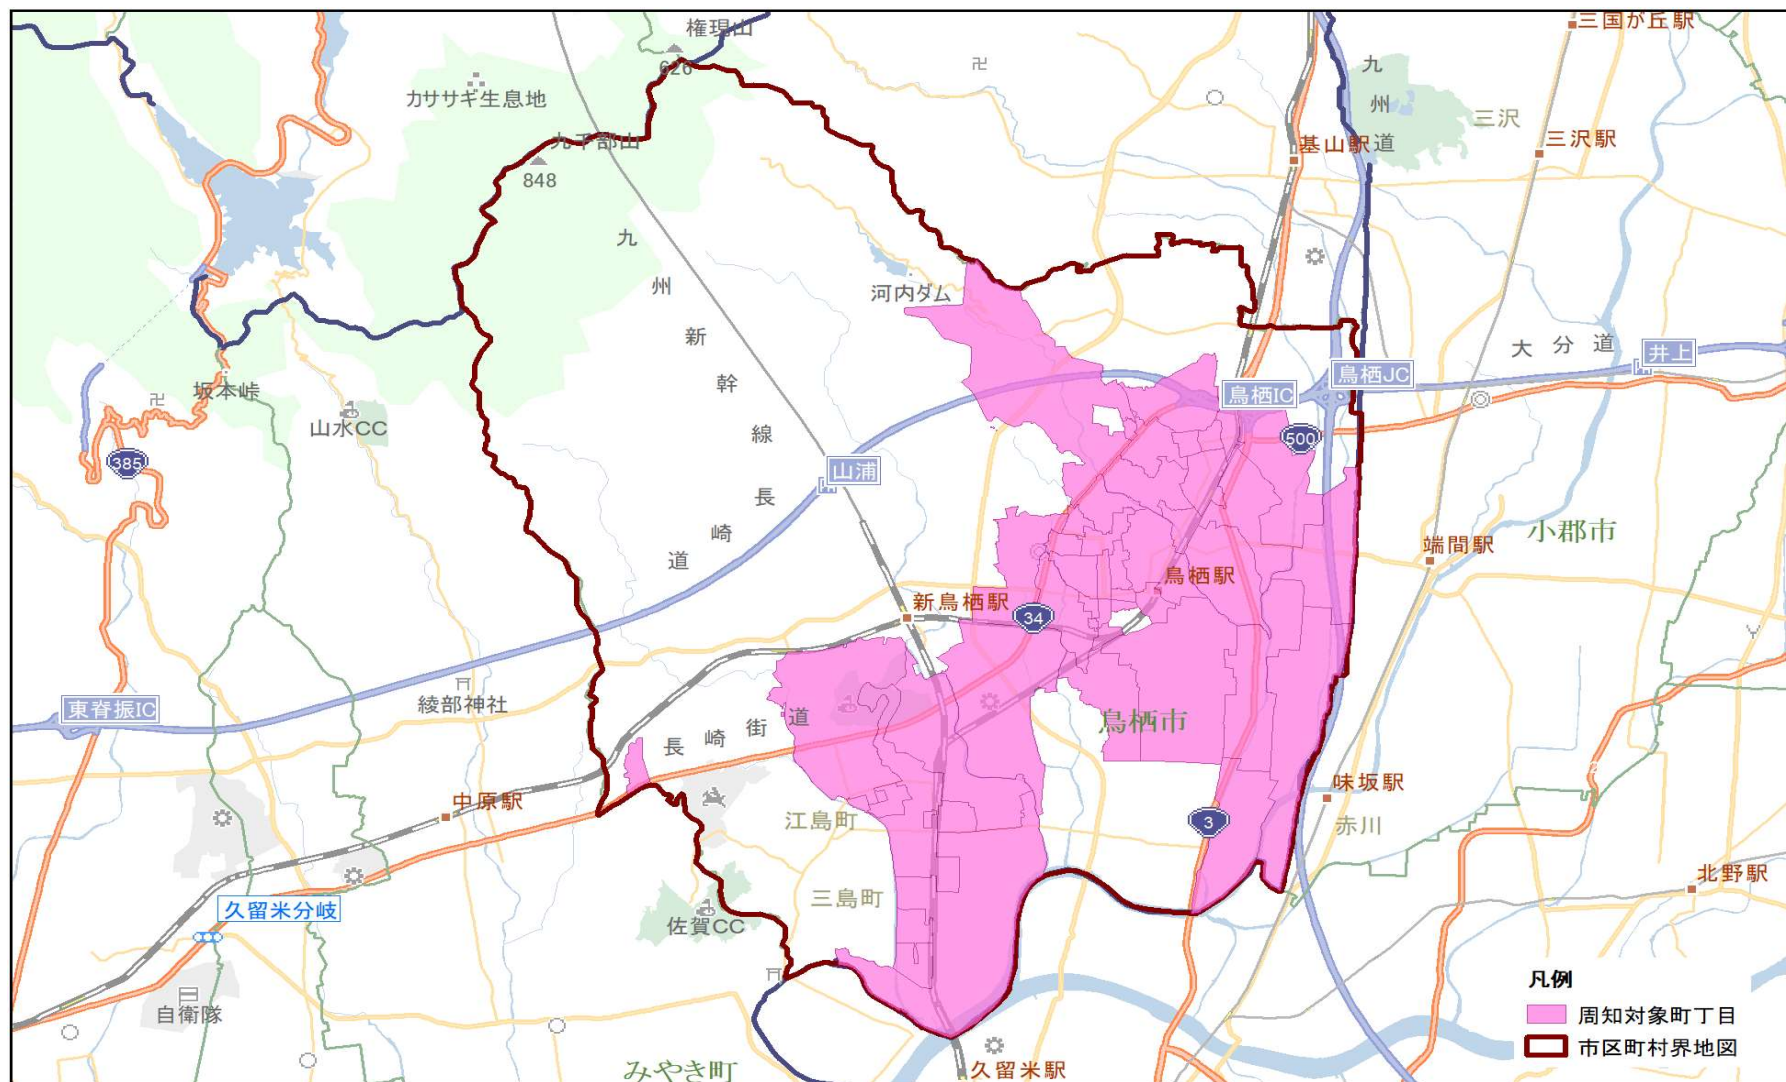 権現山
626
三国が丘駅
カササギ生息地
九州道
三沢
九千部山
848
基山駅
三沢駅
九州新幹線
河内ダム
大分道
井上
鳥栖JC
鳥栖IC
坂本峠
山水CC
500
385
山浦
長崎道
小郡市
端間駅
鳥栖駅
新鳥栖駅
34
東脊振IC
綾部神社
長崎街道
鳥栖市
中原駅
味坂駅
江島町
3
赤川
北野駅
久留米分岐
三島町
佐賀CC
自衛隊
凡例
周知対象町丁目
市区町村界地図
みやき町
久留米駅